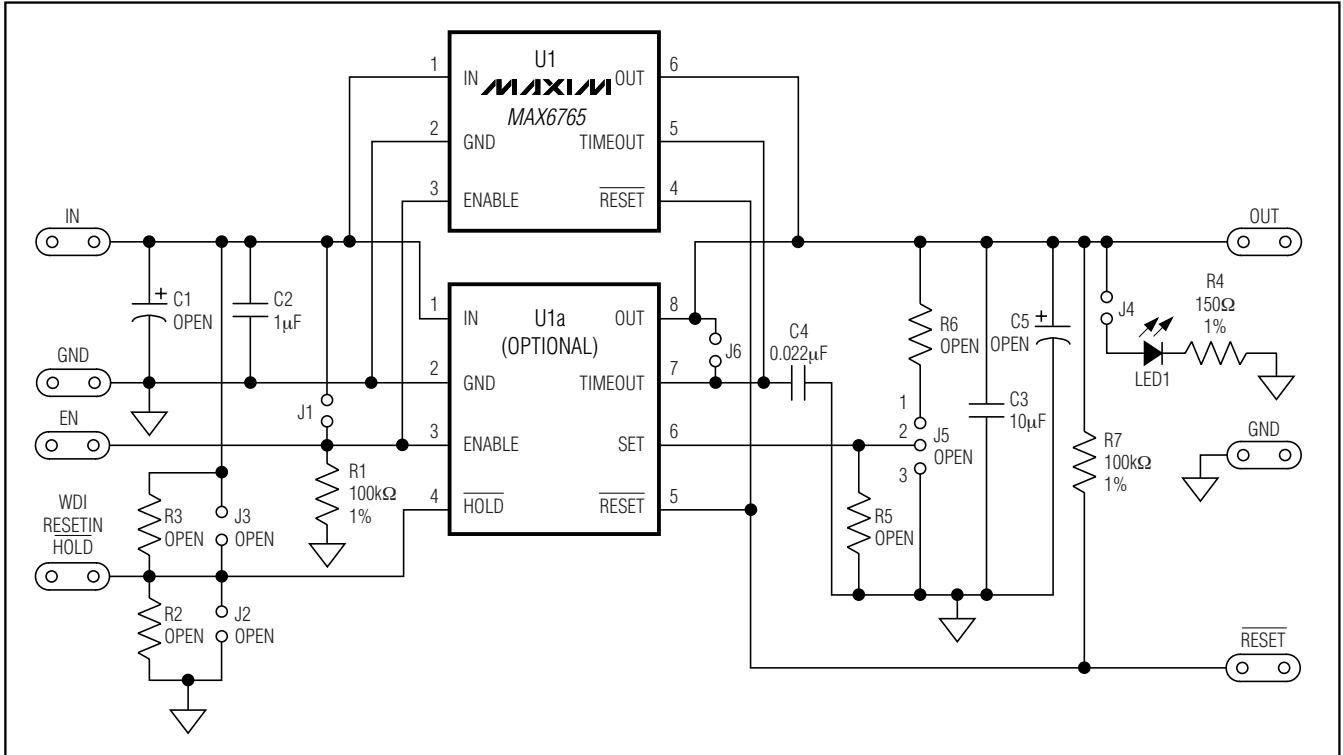 U1
MAXIM
MAX6765
1 IN
2 GND
3 ENABLE
OUT 6
TIMEOUT 5
RESET 4
IN
GND
EN
WDI
RESETIN
HOLD
+
C1
OPEN
C2
1µF
J1
R1
100kΩ
1%
R3
OPEN
J3
OPEN
R2
OPEN
J2
OPEN
U1a
(OPTIONAL)
1 IN
2 GND
3 ENABLE
4 HOLD
OUT 8
TIMEOUT 7
SET 6
RESET 5
J6
C4
0.022µF
R6
OPEN
1
2
3
J5
OPEN
R5
OPEN
C3
10µF
+
C5
OPEN
R7
100kΩ
1%
J4
LED1
R4
150Ω
1%
OUT
GND
RESET